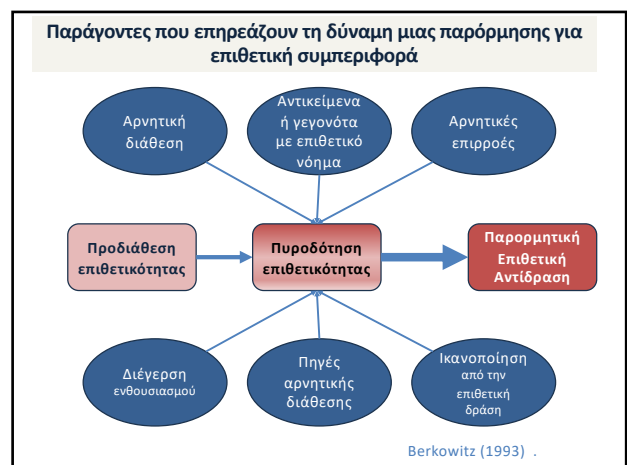 Παράγοντες που επηρεάζουν τη δύναμη μιας παρόρμησης για
επιθετική συμπεριφορά
Αρνητική
διάθεση
Αντικείμενα
ή γεγονότα
με επιθετικό
νόημα
Αρνητικές
επιρροές
Προδιάθεση
επιθετικότητας
Πυροδότηση
επιθετικότητας
Παρορμητική
Επιθετική
Αντίδραση
Διέγερση
ενθουσιασμού
Πηγές
αρνητικής
διάθεσης
Ικανοποίηση
από την
επιθετική
δράση
Berkowitz (1993) .